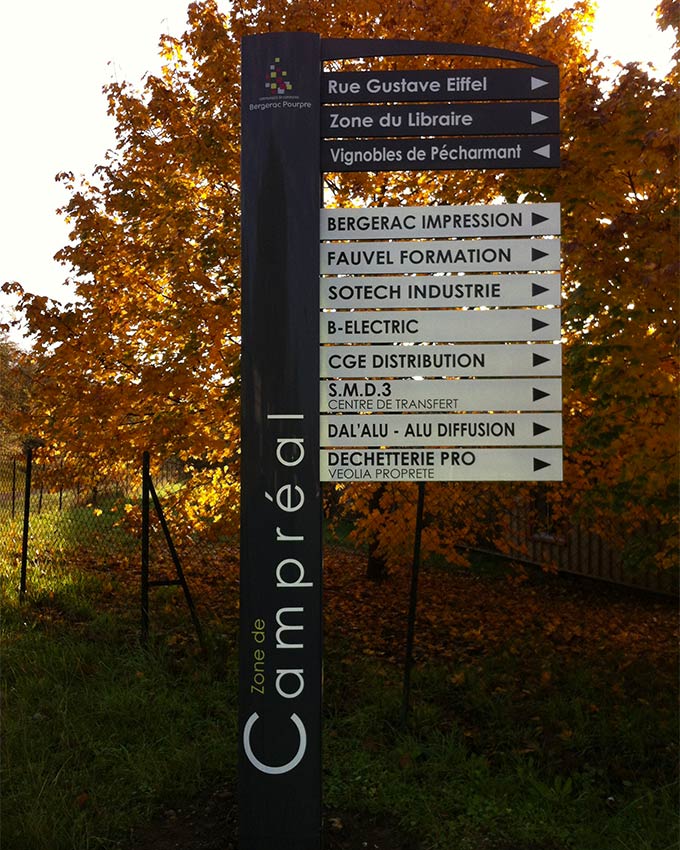 Bergerac Pourpre
Rue Gustave Eiffel
Zone du Libraire
Vignobles de Pécharmant
BERGERAC IMPRESSION
FAUVEL FORMATION
SOTECH INDUSTRIE
B-ELECTRIC
CGE DISTRIBUTION
S.M.D.3
CENTRE DE TRANSFERT
DAL'ALU - ALU DIFFUSION
DECHETTERIE PRO
VEOLIA PROPRETE
Zone de
Campréal